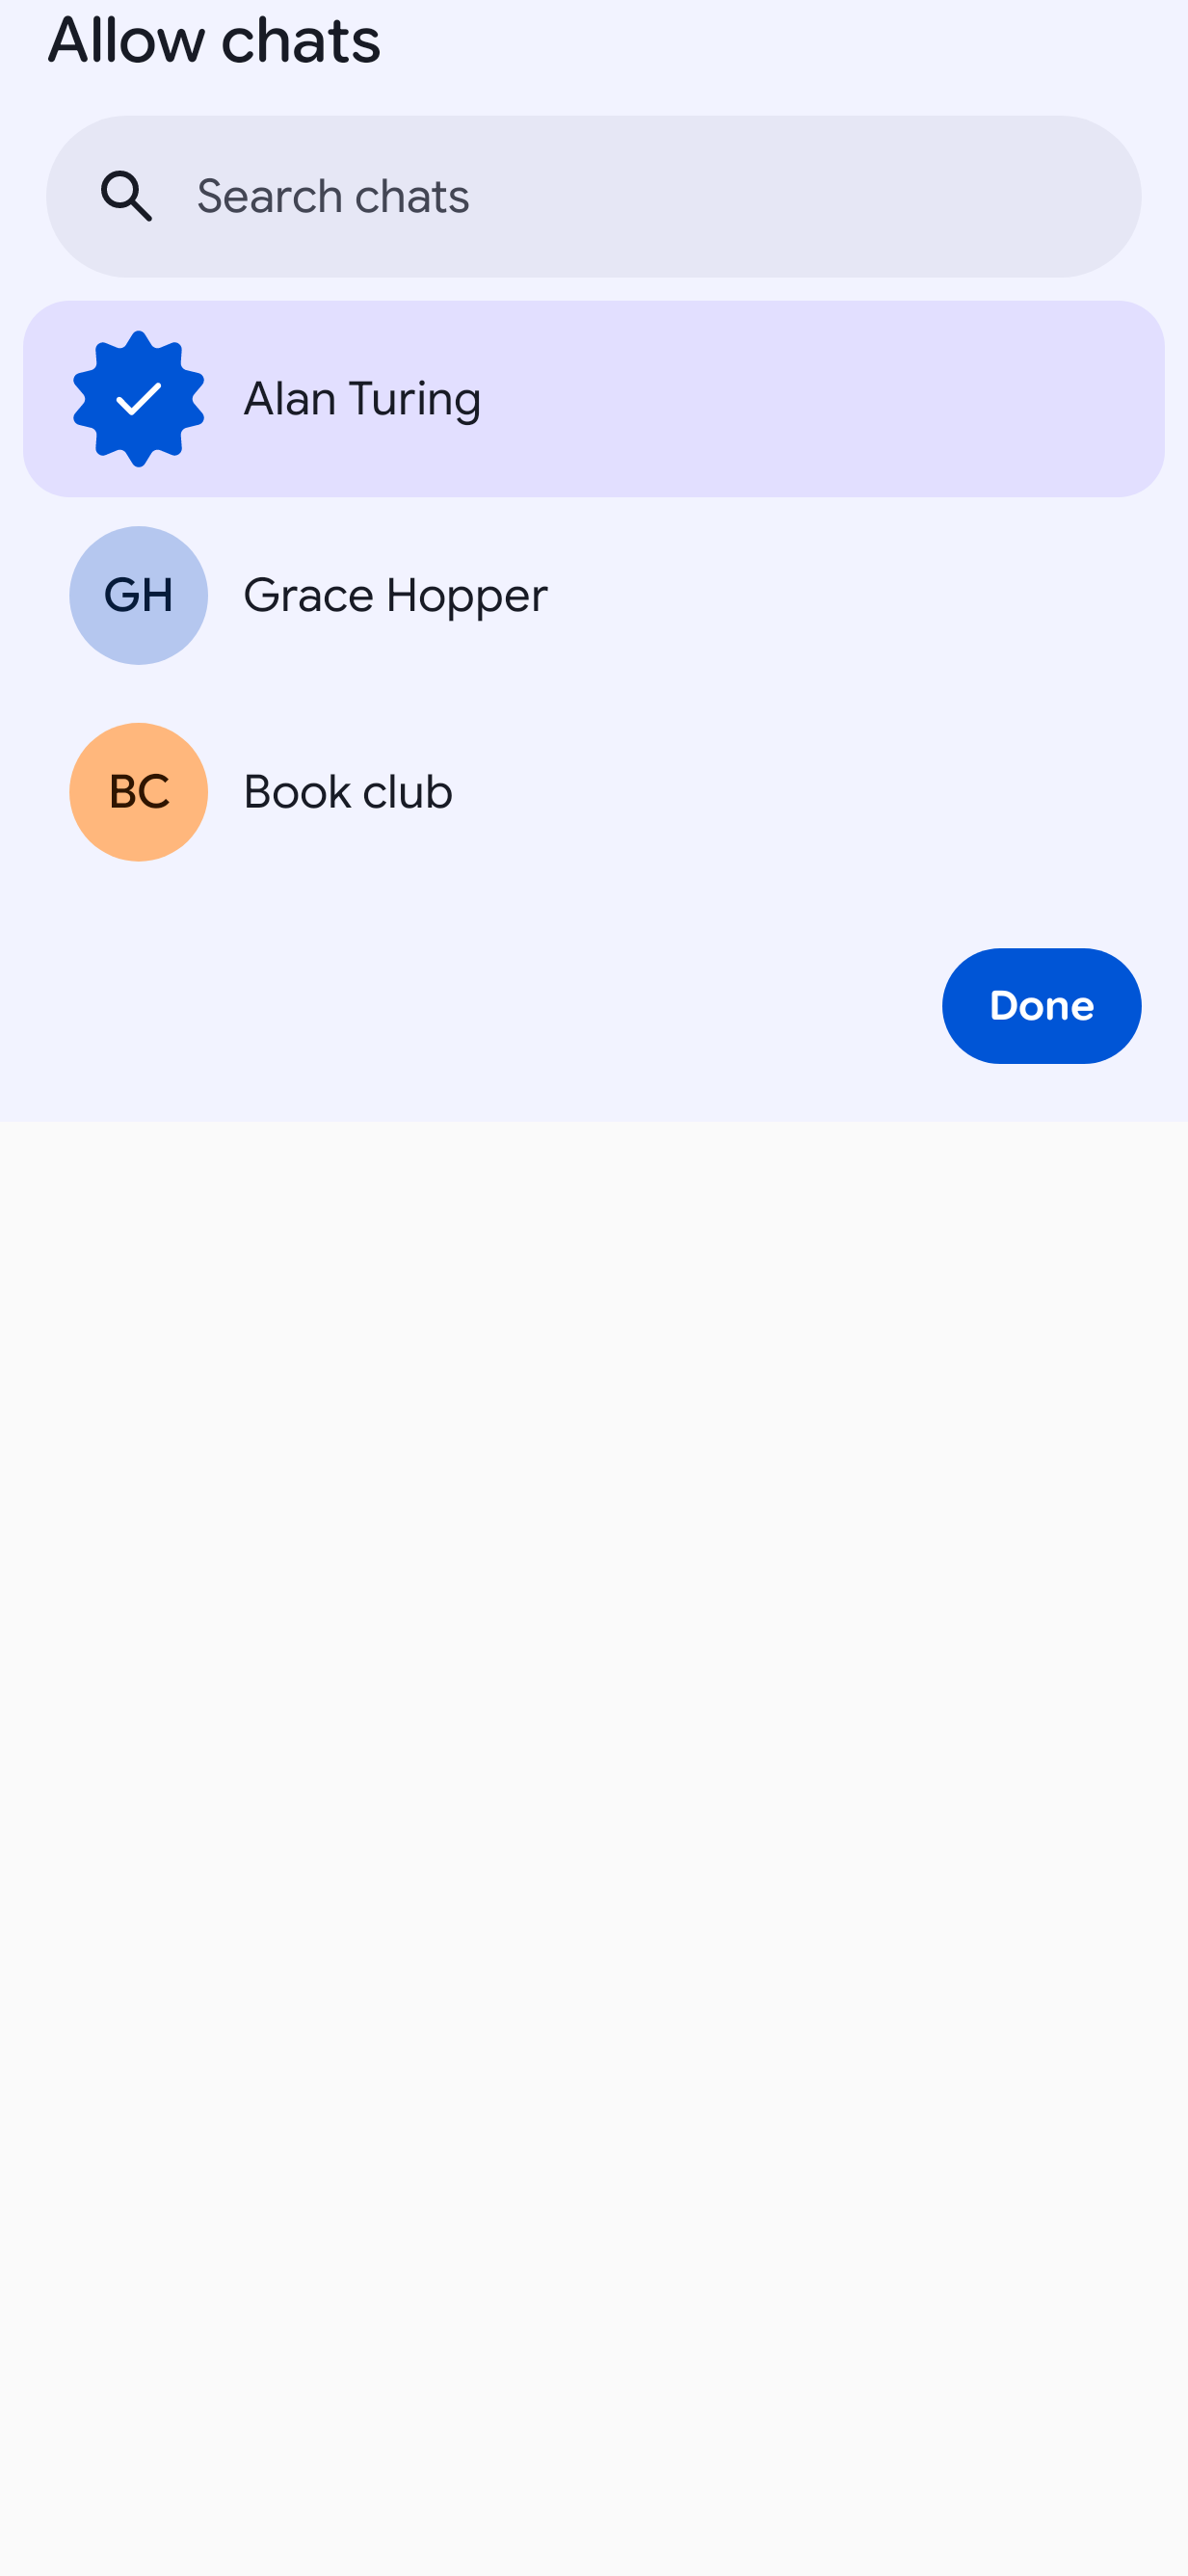 Allow chats
Search chats
Alan Turing
GH
Grace Hopper
BC
Book club
Done